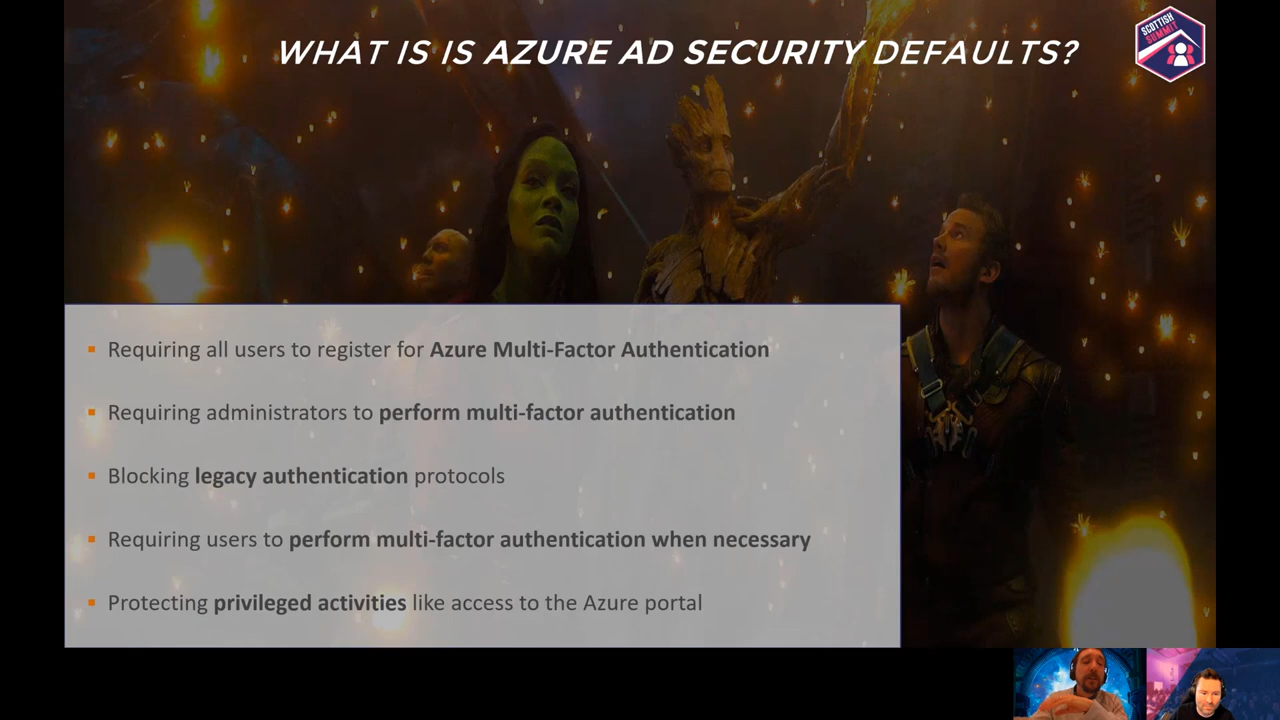 WHAT IS IS AZURE AD SECURITY DEFAULTS?
SCOTTISH
SUMMIT
Requiring all users to register for Azure Multi-Factor Authentication
Requiring administrators to perform multi-factor authentication
Blocking legacy authentication protocols
Requiring users to perform multi-factor authentication when necessary
Protecting privileged activities like access to the Azure portal